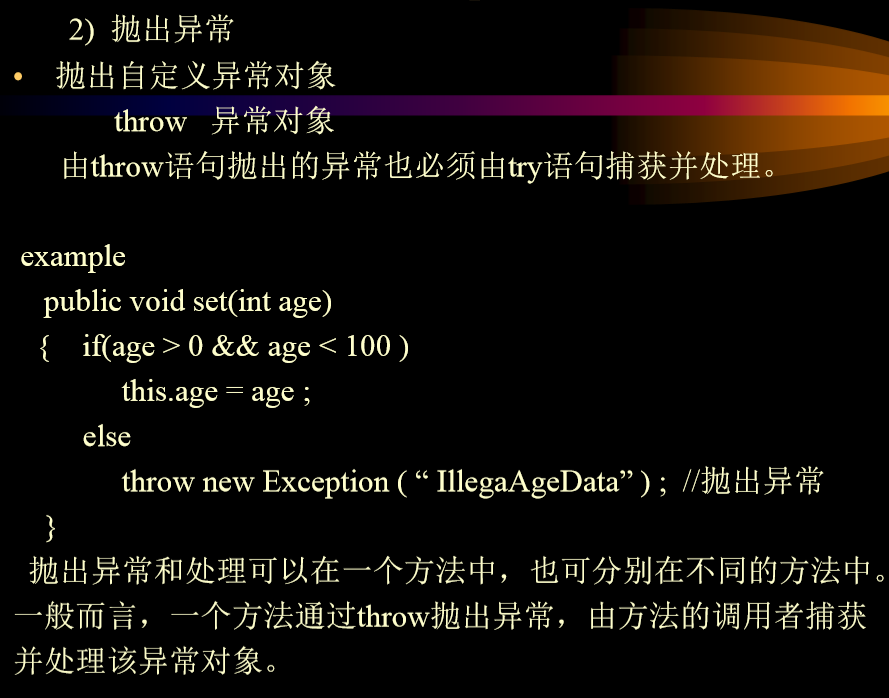 2) 抛出异常
• 抛出自定义异常对象
throw 异常对象
由throw语句抛出的异常也必须由try语句捕获并处理。
example
public void set(int age)
{ if(age > 0 && age < 100 )
this.age = age ;
else
throw new Exception ( “ IllegaAgeData” ) ; //抛出异常
}
抛出异常和处理可以在一个方法中，也可分别在不同的方法中。
一般而言，一个方法通过throw抛出异常，由方法的调用者捕获
并处理该异常对象。